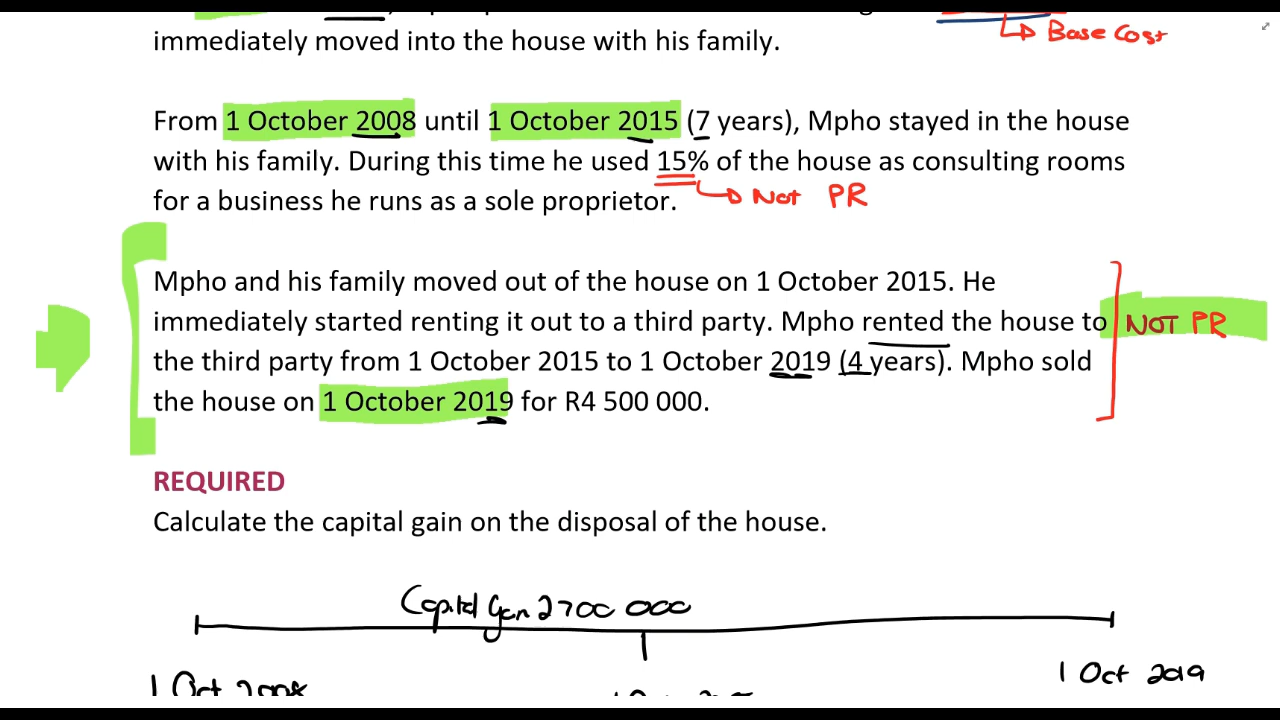 immediately moved into the house with his family.
Base Cost
From 1 October 2008 until 1 October 2015 (7 years), Mpho stayed in the house
with his family. During this time he used 15% of the house as consulting rooms
for a business he runs as a sole proprietor.
Not PR
Mpho and his family moved out of the house on 1 October 2015. He
immediately started renting it out to a third party. Mpho rented the house to
NOT PR
the third party from 1 October 2015 to 1 October 2019 (4 years). Mpho sold
the house on 1 October 2019 for R4 500 000.
REQUIRED
Calculate the capital gain on the disposal of the house.
Capital Gain 2700 000
1 Oct 2008
1 Oct 2019